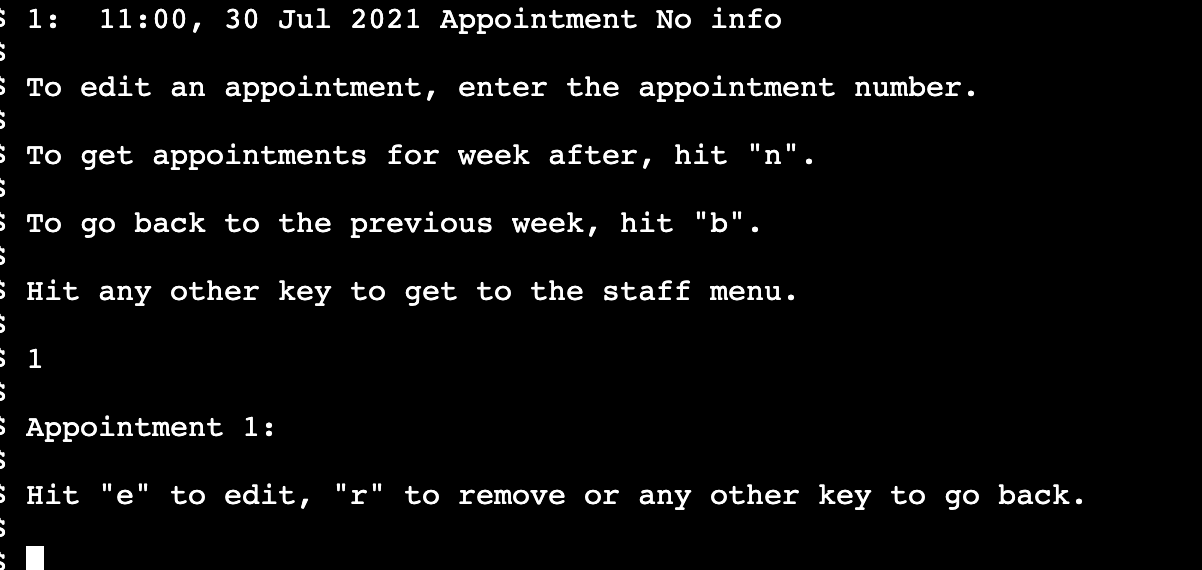 $ 1:  11:00, 30 Jul 2021 Appointment No info
$
$ To edit an appointment, enter the appointment number.
$
$ To get appointments for week after, hit "n".
$
$ To go back to the previous week, hit "b".
$
$ Hit any other key to get to the staff menu.
$
$ 1
$
$ Appointment 1:
$
$ Hit "e" to edit, "r" to remove or any other key to go back.
$
$